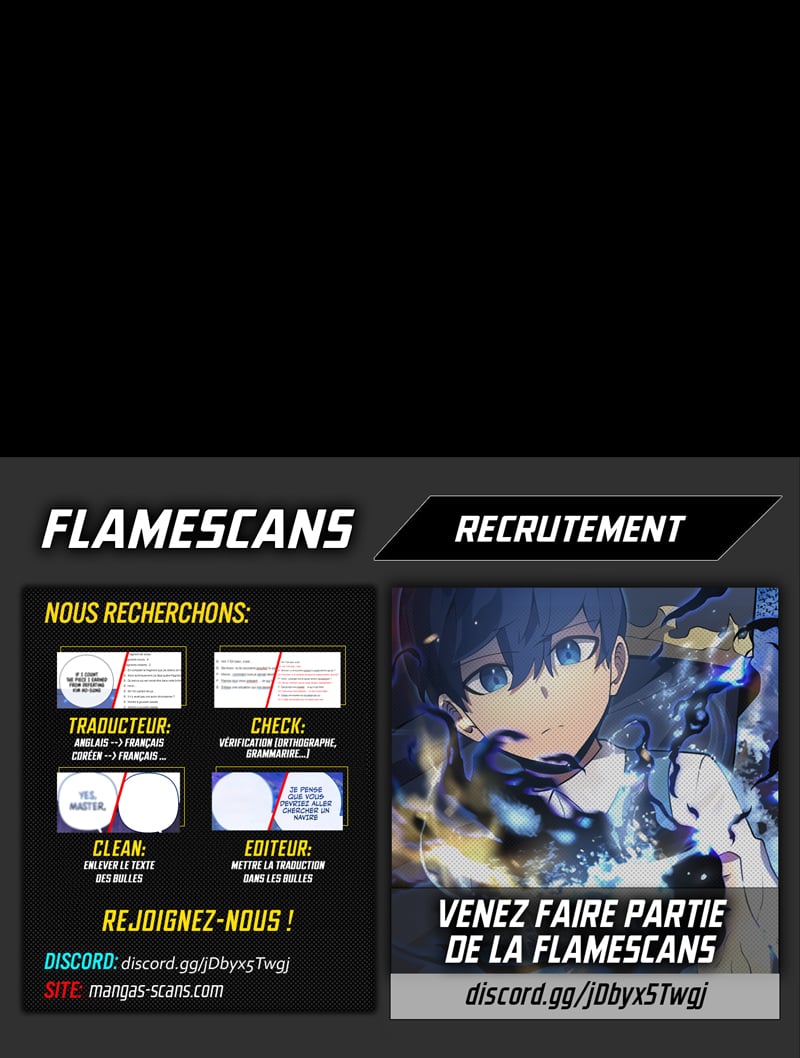 FLAMESCANS
RECRUTEMENT
NOUS RECHERCHONS:
IF I COUNT
THE PIECE I EARNED
FROM DEFEATING
KIM HO-SUNG
TRADUCTEUR:
ANGLAIS --> FRANÇAIS
CORÉEN --> FRANÇAIS ...
CHECK:
VÉRIFICATION (ORTHOGRAPHE,
GRAMMARIRE...)
YES,
MASTER.
CLEAN:
ENLEVER LE TEXTE
DES BULLES
JE PENSE
QUE VOUS
DEVRIEZ ALLER
CHERCHER UN
NAVIRE
EDITEUR:
METTRE LA TRADUCTION
DANS LES BULLES
REJOIGNEZ-NOUS !
DISCORD: discord.gg/jDbyx5Twgj
SITE: mangas-scans.com
VENEZ FAIRE PARTIE
DE LA FLAMESCANS
discord.gg/jDbyx5Twgj